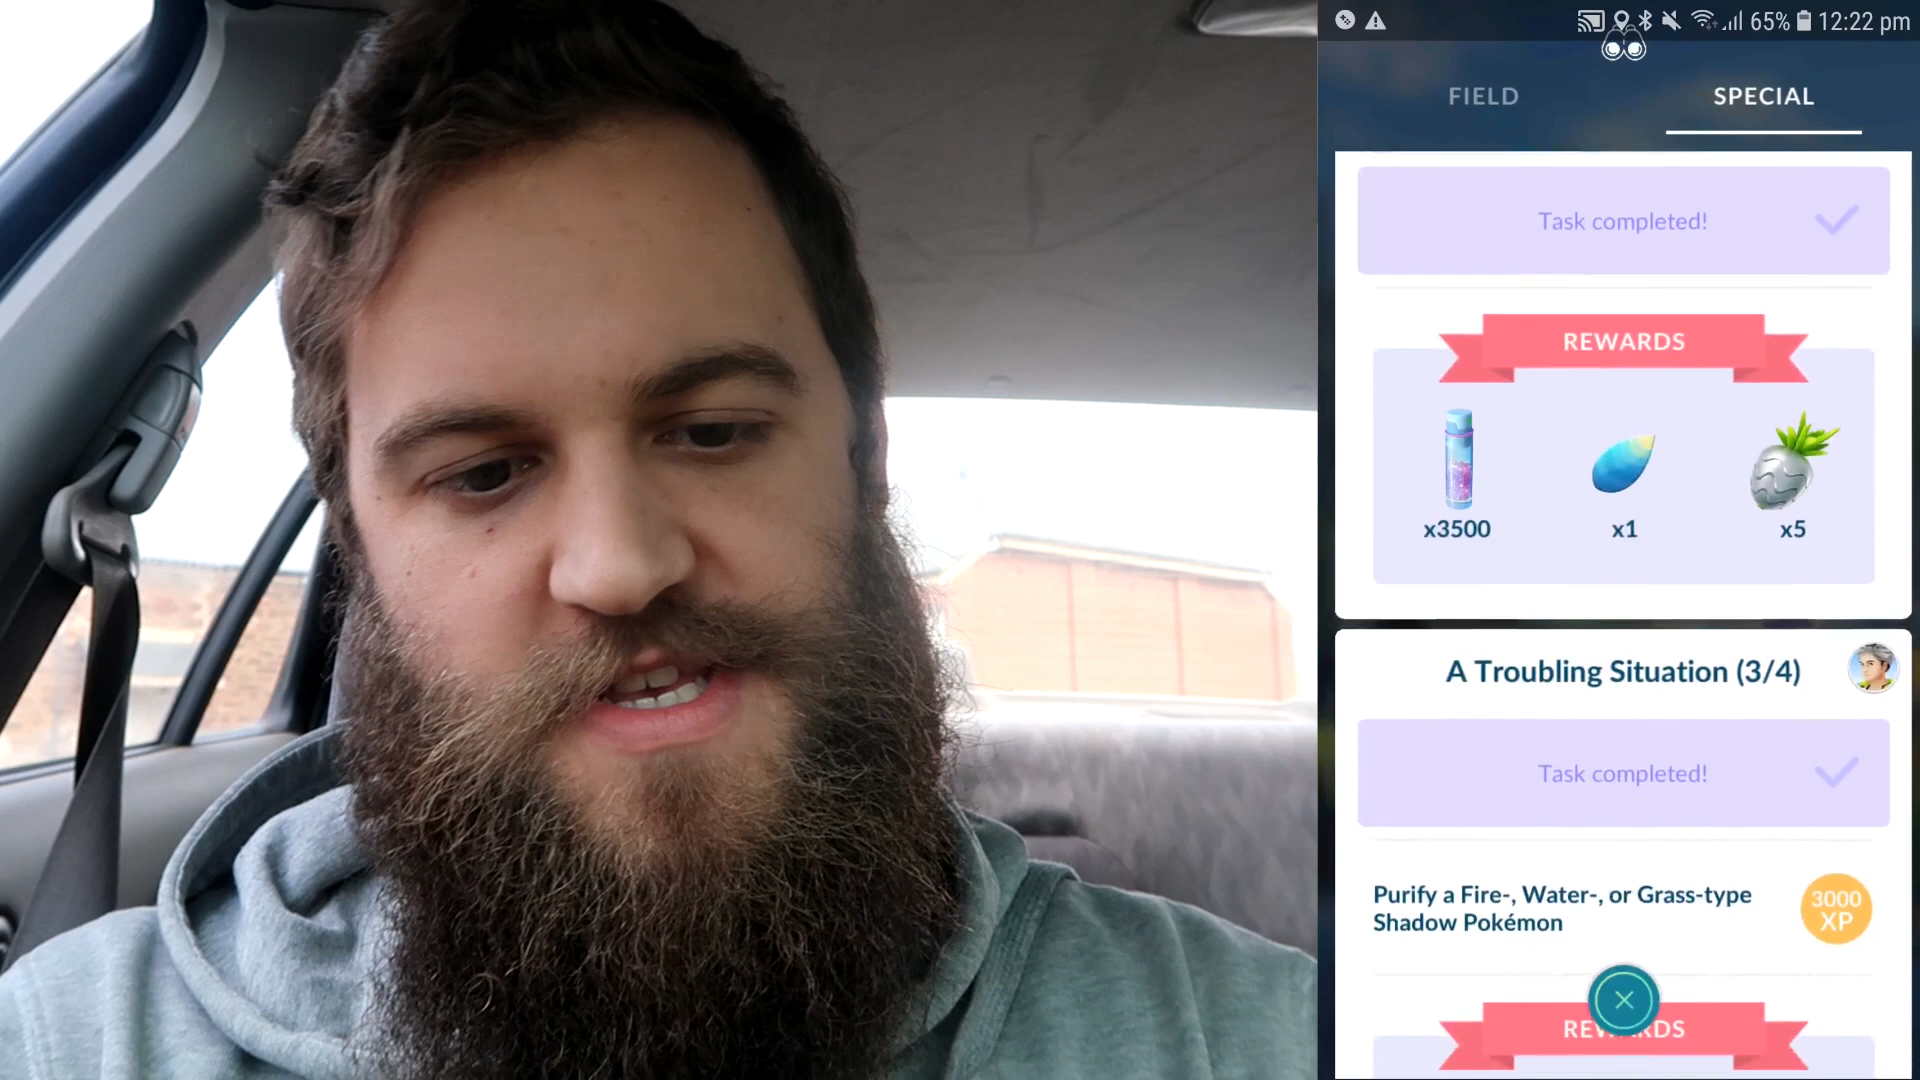 65% 12:22 pm
FIELD SPECIAL
Task completed!
REWARDS
x3500 x1 x5
A Troubling Situation (3/4)
Task completed!
Purify a Fire-, Water-, or Grass-type
Shadow Pokémon
3000
XP
REWARDS